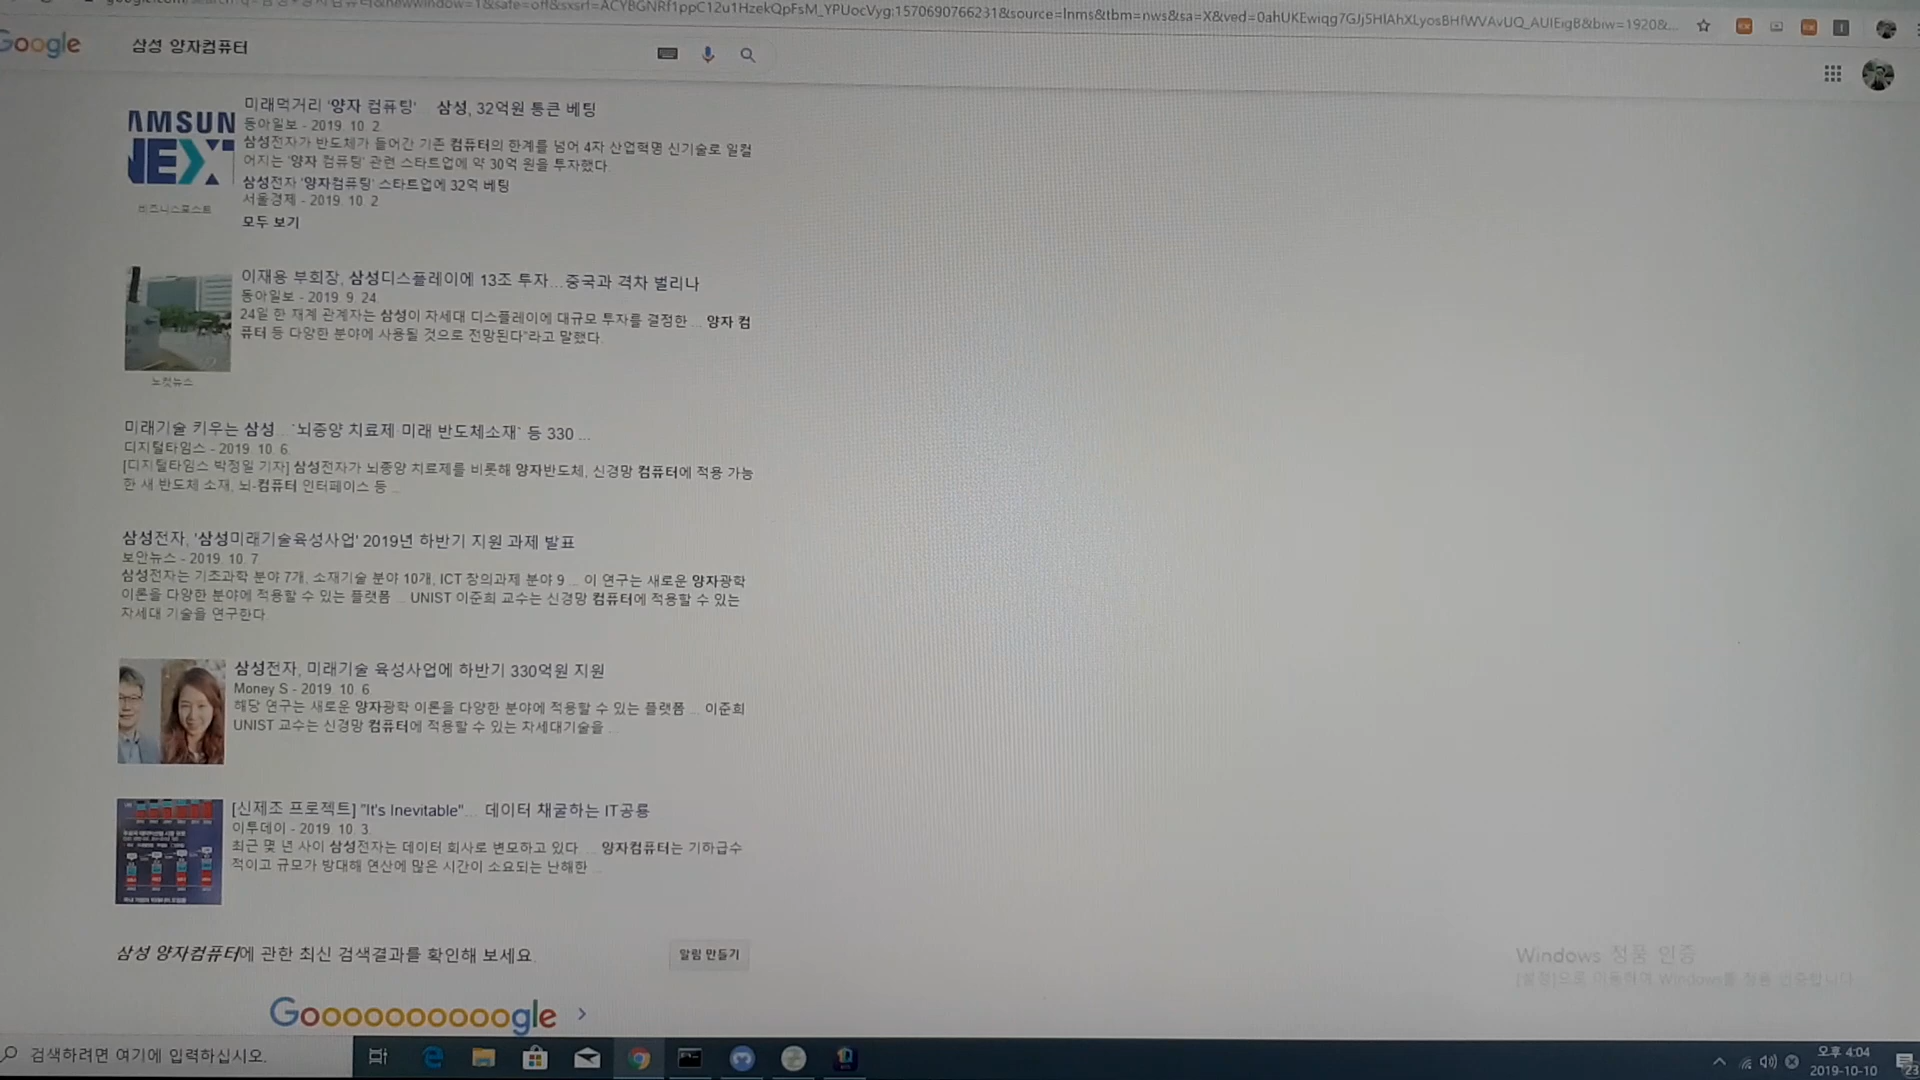 Google
삼성 양자컴퓨터
AMSUN
NEXT
비즈니스포스트
미래먹거리 '양자 컴퓨팅' 삼성, 32억원 통큰 베팅
동아일보 - 2019. 10. 2.
삼성전자가 반도체가 들어간 기존 컴퓨터의 한계를 넘어 4차 산업혁명 신기술로 일컬
어지는 '양자 컴퓨팅' 관련 스타트업에 약 30억 원을 투자했다.
삼성전자 '양자컴퓨팅' 스타트업에 32억 베팅
서울경제 - 2019. 10. 2
모두 보기
이재용 부회장, 삼성디스플레이에 13조 투자...중국과 격차 벌리나
동아일보 - 2019. 9. 24.
24일 한 재계 관계자는 삼성이 차세대 디스플레이에 대규모 투자를 결정한 ... 양자 컴
퓨터 등 다양한 분야에 사용될 것으로 전망된다"라고 말했다.
노컷뉴스
미래기술 키우는 삼성... `뇌종양 치료제·미래 반도체소재` 등 330 ...
디지털타임스 - 2019. 10. 6.
[디지털타임스 박정일 기자] 삼성전자가 뇌종양 치료제를 비롯해 양자반도체, 신경망 컴퓨터에 적용 가능
한 새 반도체 소재, 뇌-컴퓨터 인터페이스 등 ...
삼성전자, '삼성미래기술육성사업' 2019년 하반기 지원 과제 발표
보안뉴스 - 2019. 10. 7.
삼성전자는 기초과학 분야 7개, 소재기술 분야 10개, ICT 창의과제 분야 9 ... 이 연구는 새로운 양자광학
이론을 다양한 분야에 적용할 수 있는 플랫폼 ... UNIST 이준희 교수는 신경망 컴퓨터에 적용할 수 있는
차세대 기술을 연구한다.
삼성전자, 미래기술 육성사업에 하반기 330억원 지원
Money S - 2019. 10. 6.
해당 연구는 새로운 양자광학 이론을 다양한 분야에 적용할 수 있는 플랫폼 ... 이준희
UNIST 교수는 신경망 컴퓨터에 적용할 수 있는 차세대기술을 ...
[신제조 프로젝트] "It's Inevitable"... 데이터 채굴하는 IT공룡
이투데이 - 2019. 10. 3.
최근 몇 년 사이 삼성전자는 데이터 회사로 변모하고 있다. ... 양자컴퓨터는 기하급수
적이고 규모가 방대해 연산에 많은 시간이 소요되는 난해한 ...
삼성 양자컴퓨터에 관한 최신 검색결과를 확인해 보세요.
알림 만들기
Goooooooooogle >
Windows 정품 인증
[설정]으로 이동하여 Windows를 정품 인증합니다.
검색하려면 여기에 입력하십시오.
오후 4:04
2019-10-10
23